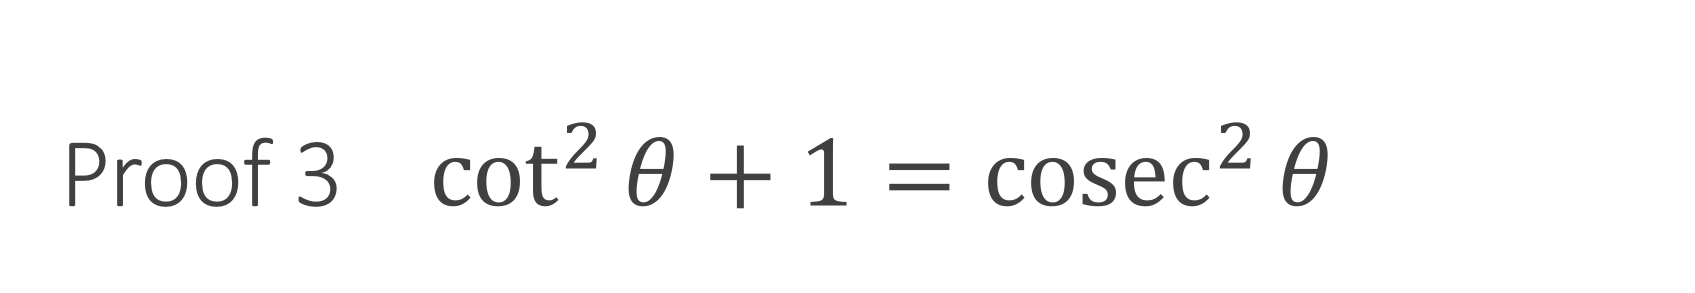 Proof 3 cot² θ + 1 = cosec² θ